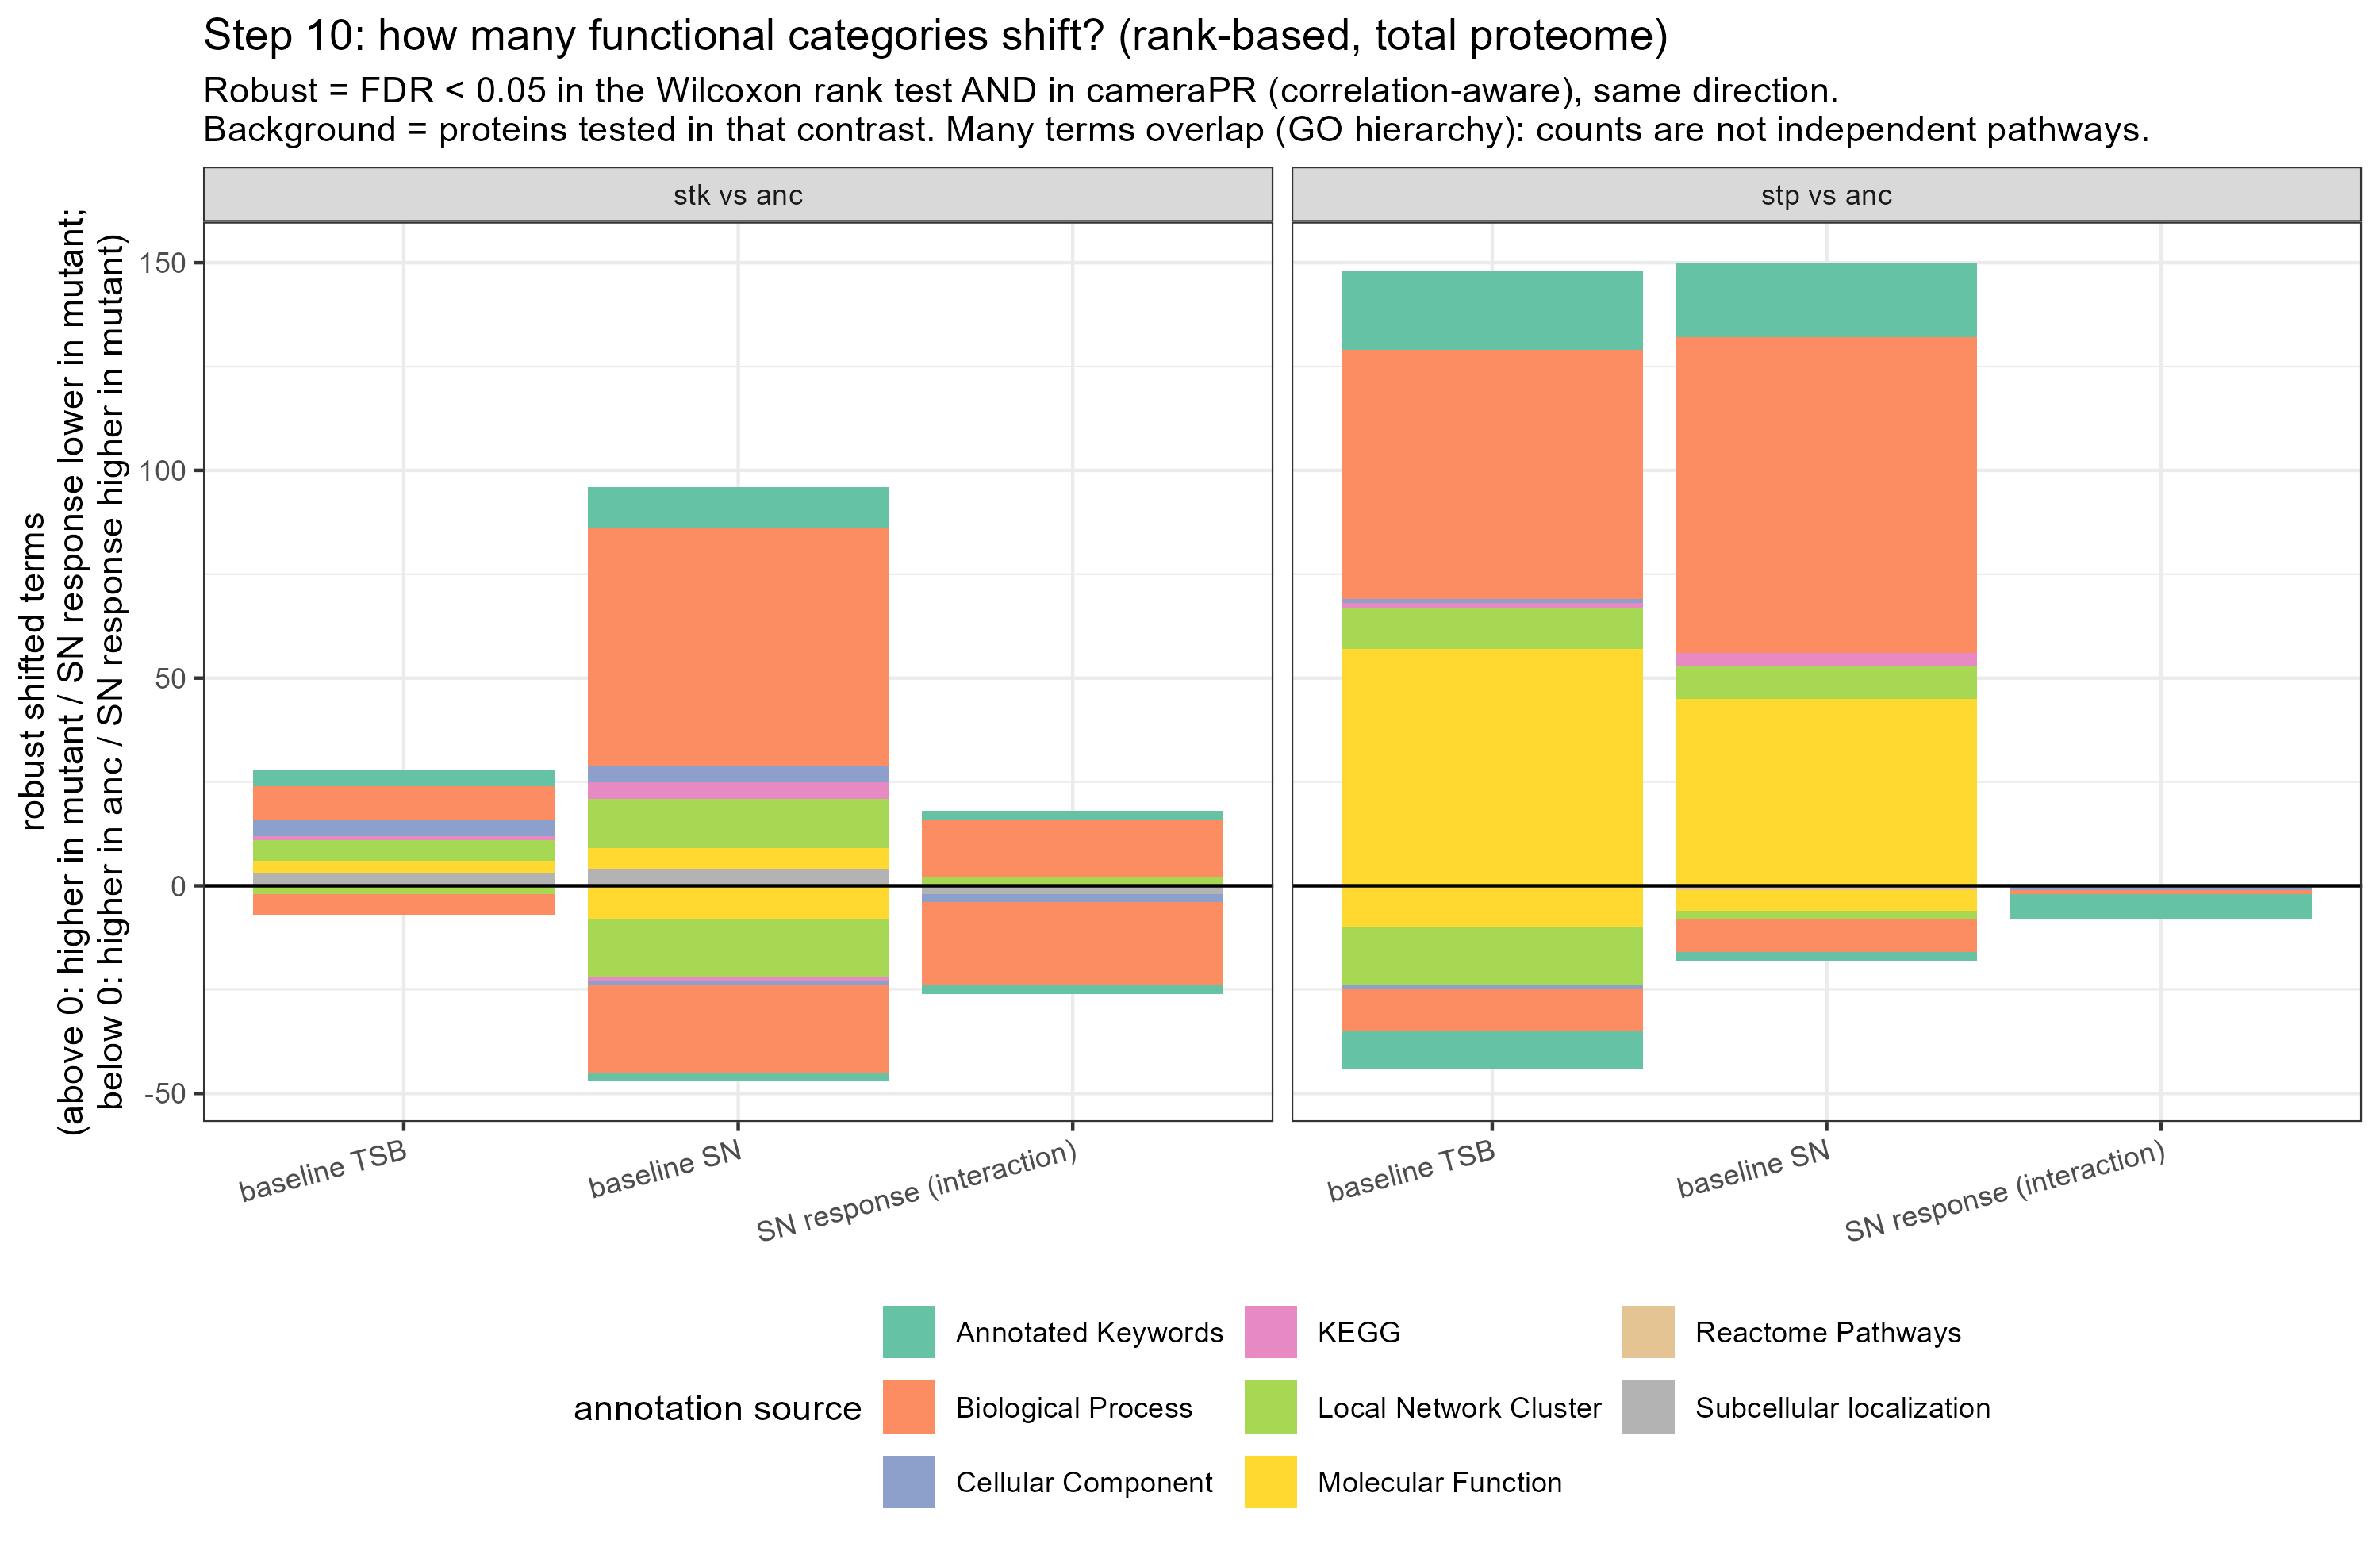 Step 10: how many functional categories shift? (rank-based, total proteome)
Robust = FDR < 0.05 in the Wilcoxon rank test AND in cameraPR (correlation-aware), same direction.
Background = proteins tested in that contrast. Many terms overlap (GO hierarchy): counts are not independent pathways.
stk vs anc
stp vs anc
robust shifted terms
(above 0: higher in mutant / SN response lower in mutant;
below 0: higher in anc / SN response higher in mutant)
150
100
50
0
-50
baseline TSB
baseline SN
SN response (interaction)
baseline TSB
baseline SN
SN response (interaction)
annotation source
Annotated Keywords
Biological Process
Cellular Component
KEGG
Local Network Cluster
Molecular Function
Reactome Pathways
Subcellular localization